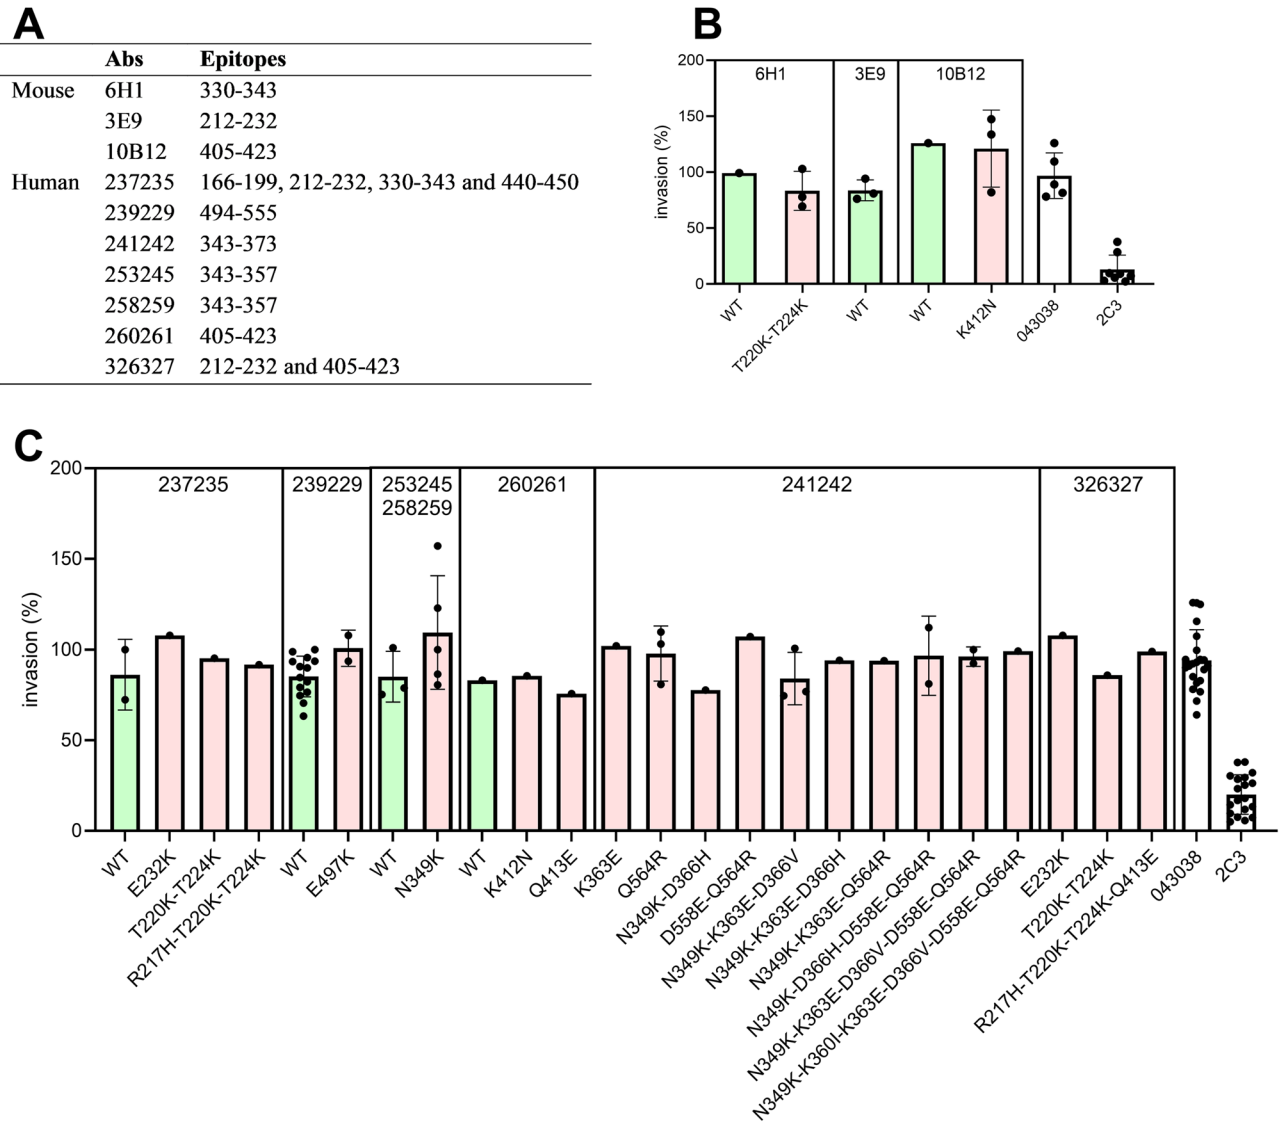 A
Abs Epitopes
Mouse 6H1 330-343
3E9 212-232
10B12 405-423
Human 237235 166-199, 212-232, 330-343 and 440-450
239229 494-555
241242 343-373
253245 343-357
258259 343-357
260261 405-423
326327 212-232 and 405-423
B
invasion (%)
200
150
100
50
0
6H1 3E9 10B12
WT T220K-T224K WT WT K412N 043038 2C3
C
invasion (%)
200
150
100
50
0
237235 239229 253245 260261 241242 326327
258259
WT
E232K
T220K-T224K
R217H-T220K-T224K
WT
E497K
WT
N349K
WT
K412N
Q413E
K363E
Q564R
N349K-D366H
D558E-Q564R
N349K-K363E-D366V
N349K-K363E-D366H
N349K-K363E-Q564R
N349K-D366H-D558E-Q564R
N349K-K363E-D366V-D558E-Q564R
N349K-K360I-K363E-D366V-D558E-Q564R
E232K
T220K-T224K
R217H-T220K-T224K-Q413E
043038
2C3